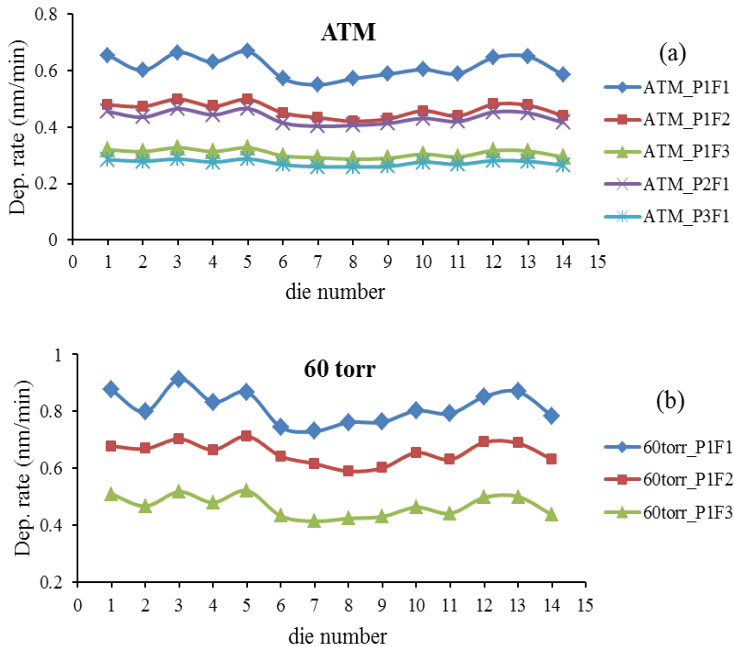 ATM
(a)
Dep. rate (nm/min)
0.8
0.6
0.4
0.2
0
0 1 2 3 4 5 6 7 8 9 10 11 12 13 14 15
die number
ATM_P1F1
ATM_P1F2
ATM_P1F3
ATM_P2F1
ATM_P3F1
60 torr
(b)
Dep. rate (nm/min)
1
0.8
0.6
0.4
0.2
0 1 2 3 4 5 6 7 8 9 10 11 12 13 14 15
die number
60torr_P1F1
60torr_P1F2
60torr_P1F3